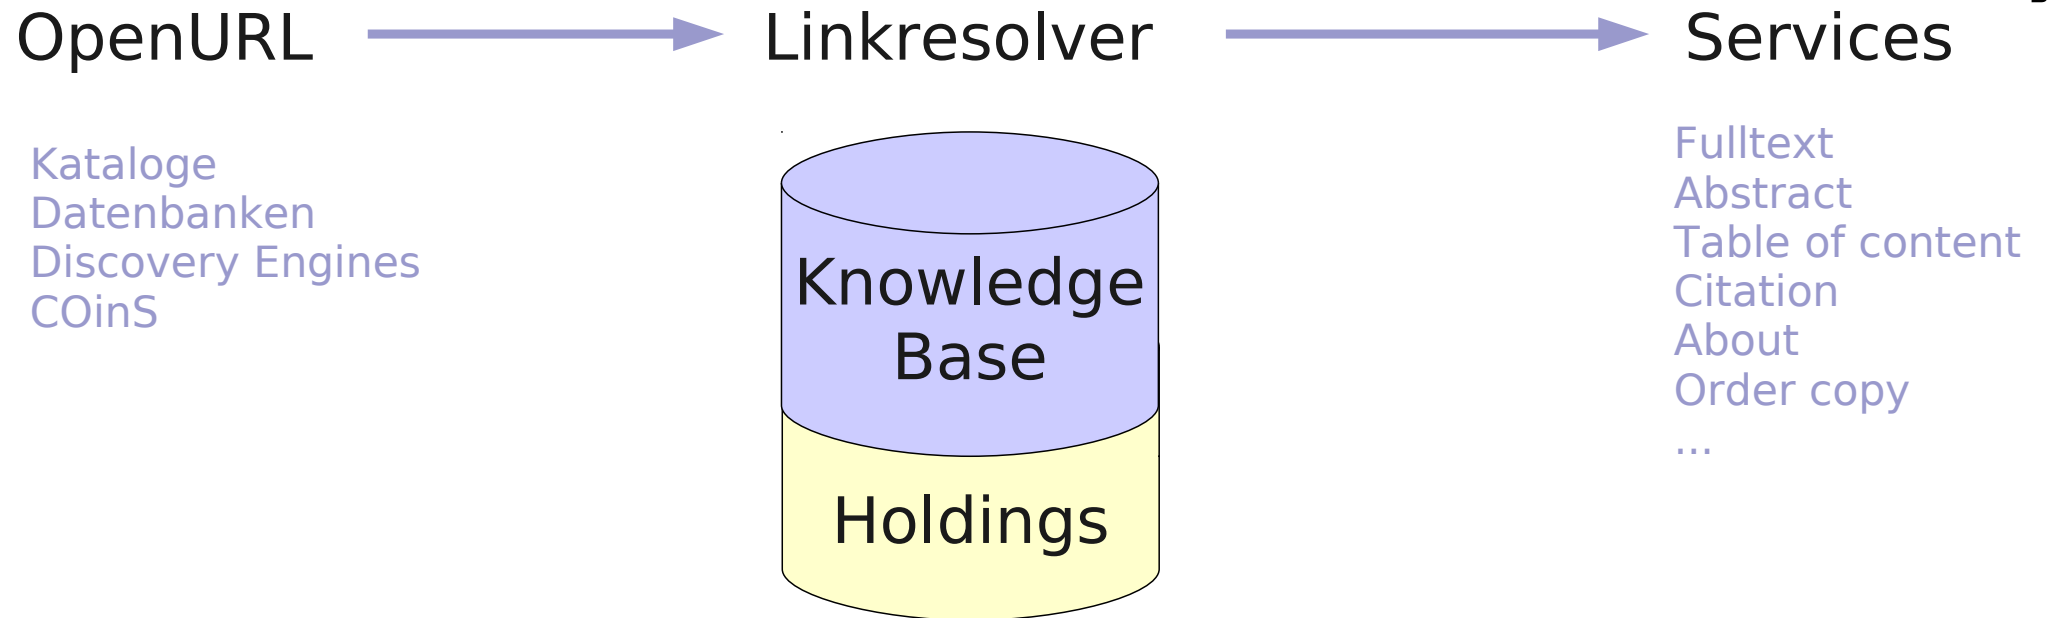 OpenURL
Linkresolver
Services
Kataloge
Datenbanken
Discovery Engines
COinS
Knowledge
Base
Holdings
Fulltext
Abstract
Table of content
Citation
About
Order copy
...